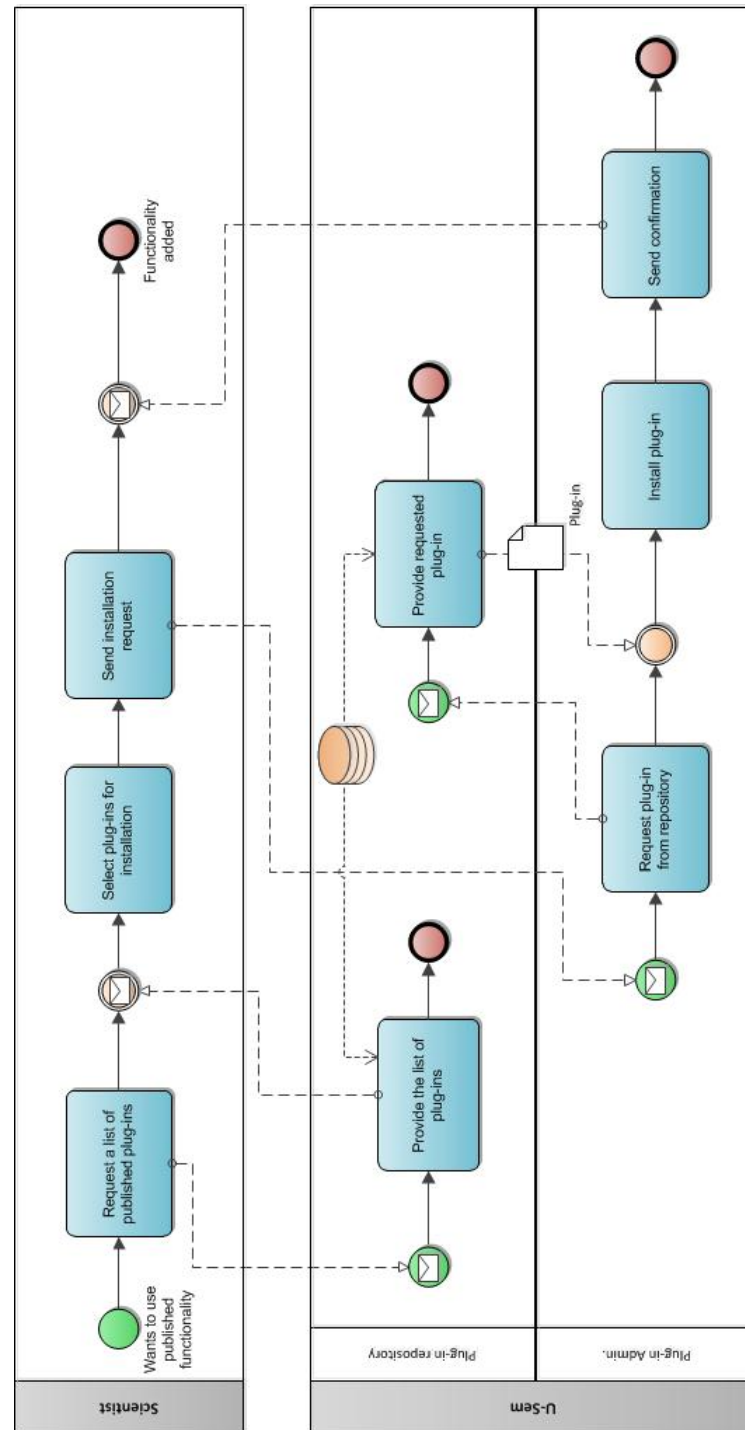 Scientist
Wants to use
published
functionality
Request a list of
published plug-ins
Select plug-ins for
installation
Send installation
request
Functionality
added
U-Sem
Plug-in repository
Provide the list of
plug-ins
Provide requested
plug-in
Plug-in
Plug-in Admin.
Request plug-in
from repository
Install plug-in
Send confirmation